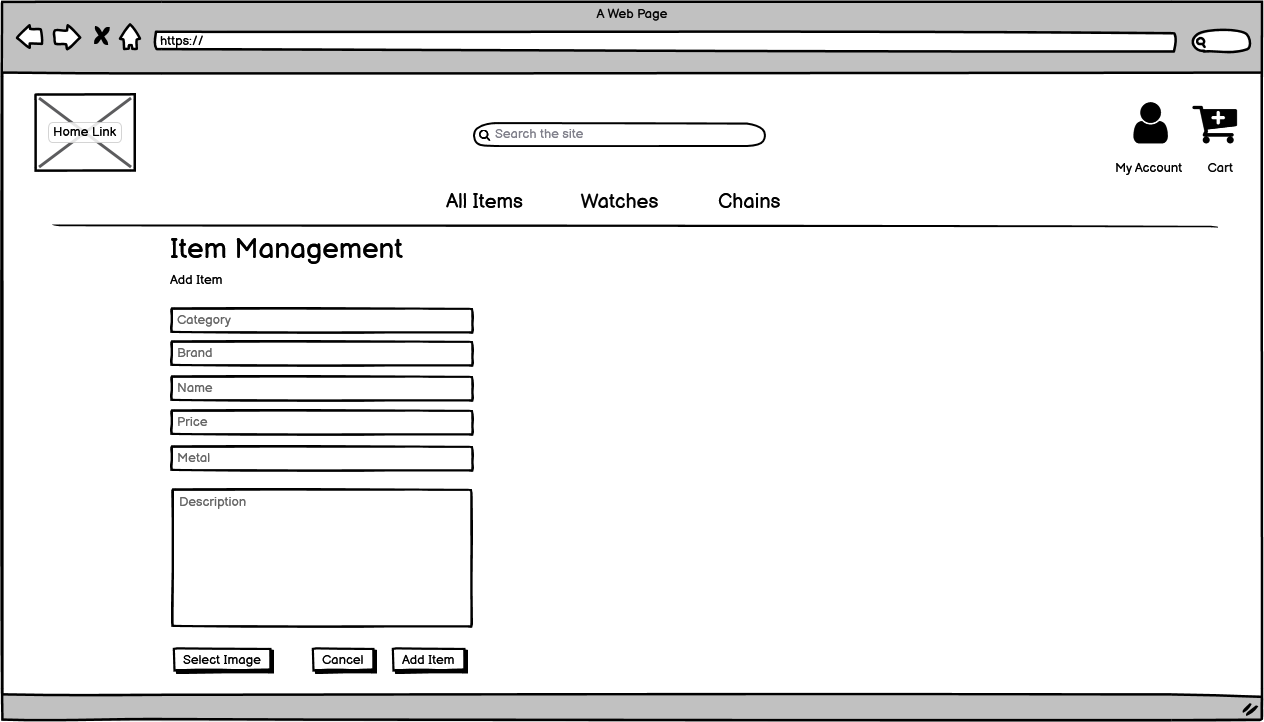 A Web Page
https://
Home Link
Search the site
My Account
Cart
All Items
Watches
Chains
Item Management
Add Item
Category
Brand
Name
Price
Metal
Description
Select Image
Cancel
Add Item